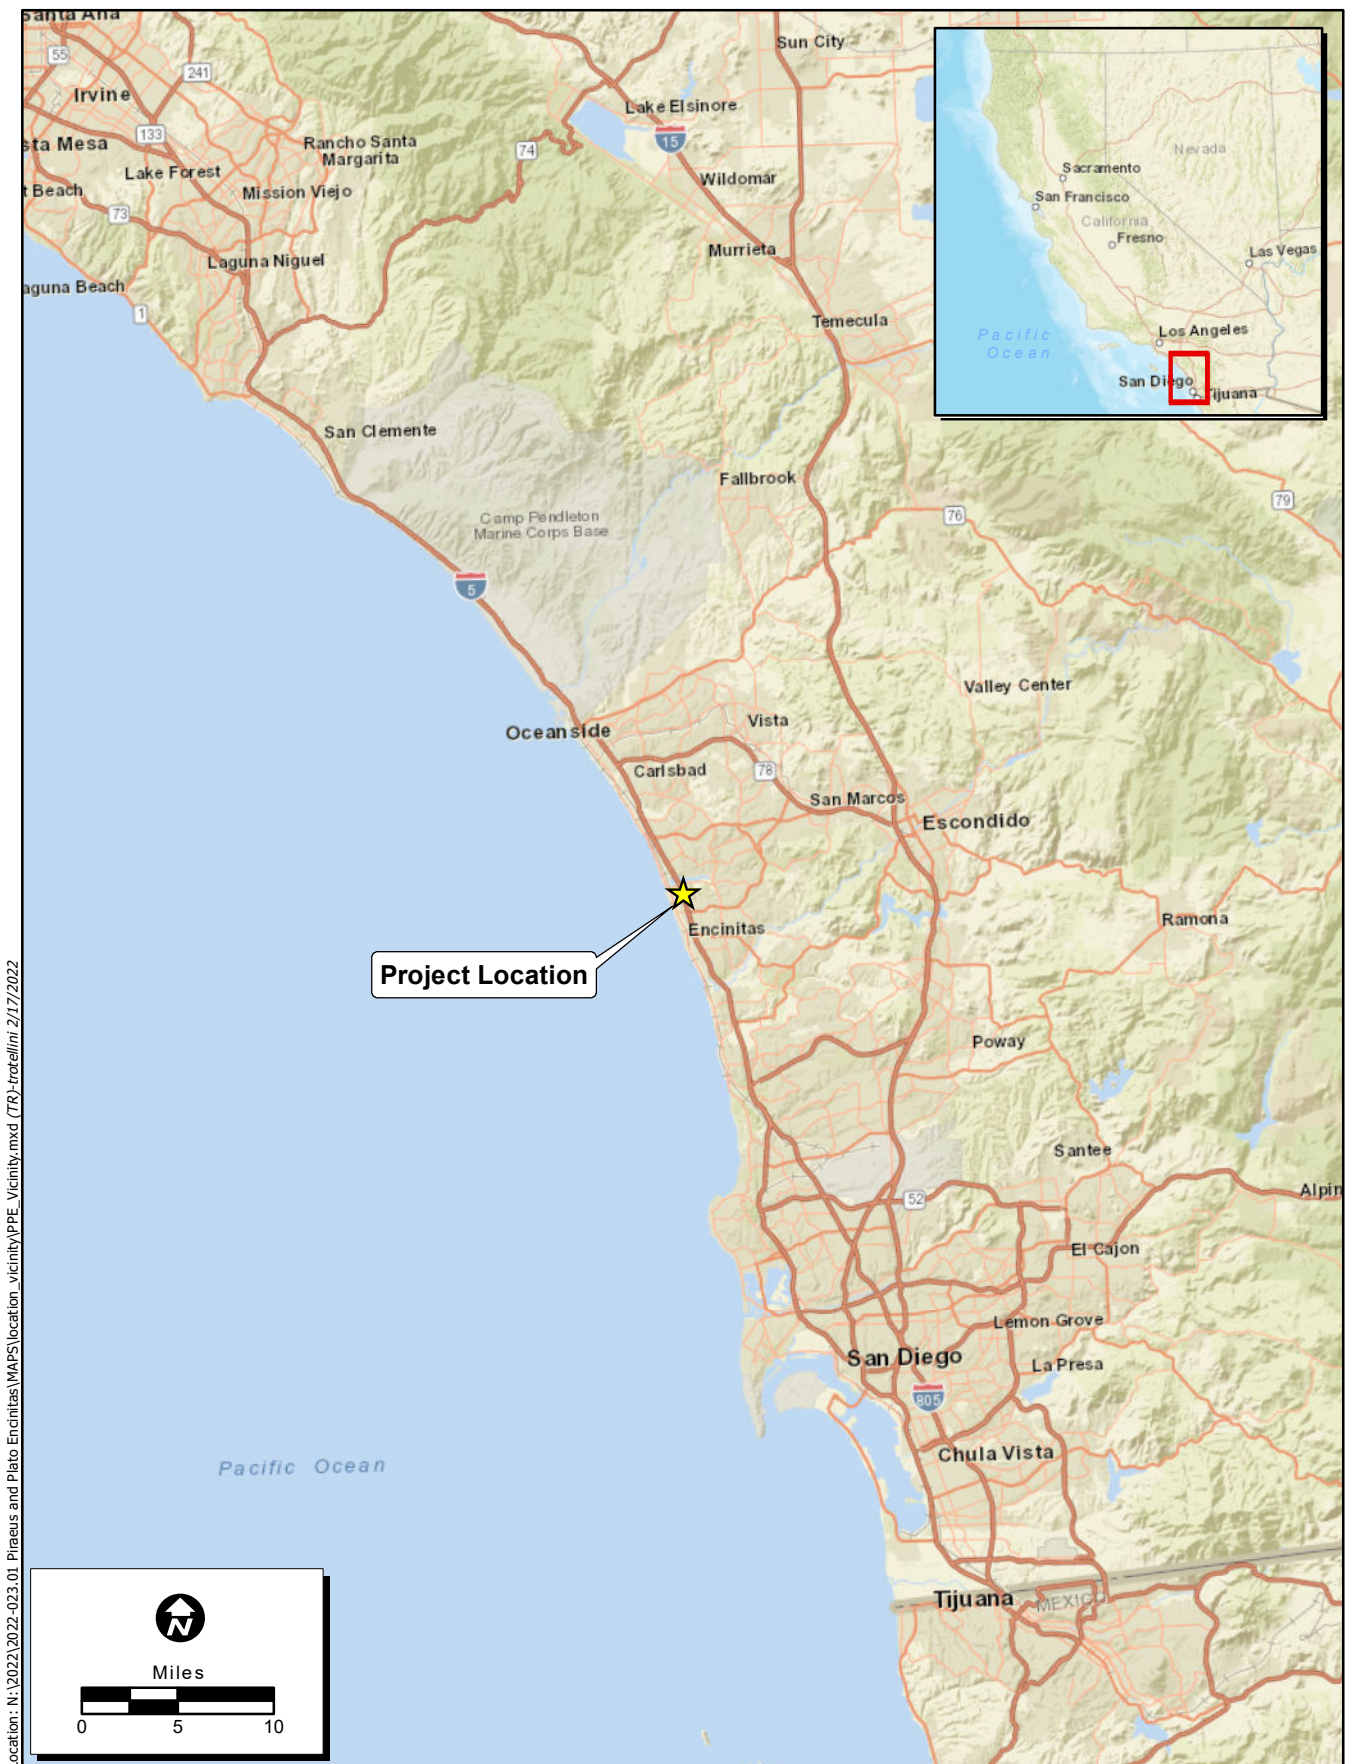 Santa Ana
55
241
Irvine
133
sta Mesa
Lake Forest
t Beach
73
Rancho Santa
Margarita
Mission Viejo
Laguna Niguel
aguna Beach
1
74
Sun City
Lake Elsinore
15
Wildomar
Murrieta
Temecula
Nevada
Sacramento
San Francisco
California
Fresno
Las Vegas
Pacific
Ocean
Los Angeles
San Diego
Tijuana
San Clemente
Camp Pendleton
Marine Corps Base
Fallbrook
76
79
5
Valley Center
Oceanside
Vista
Carlsbad
78
San Marcos
Escondido
Ramona
Encinitas
Project Location
Poway
Santee
52
Alpin
El Cajon
Lemon Grove
San Diego
La Presa
805
Chula Vista
Pacific Ocean
Tijuana
MEXICO
N
Miles
0 5 10
ocation: N:\2022\2022-023.01 Piraeus and Plato Encinitas\MAPS\location_vicinity\PPE_Vicinity.mxd (TR)-trotellini 2/17/2022